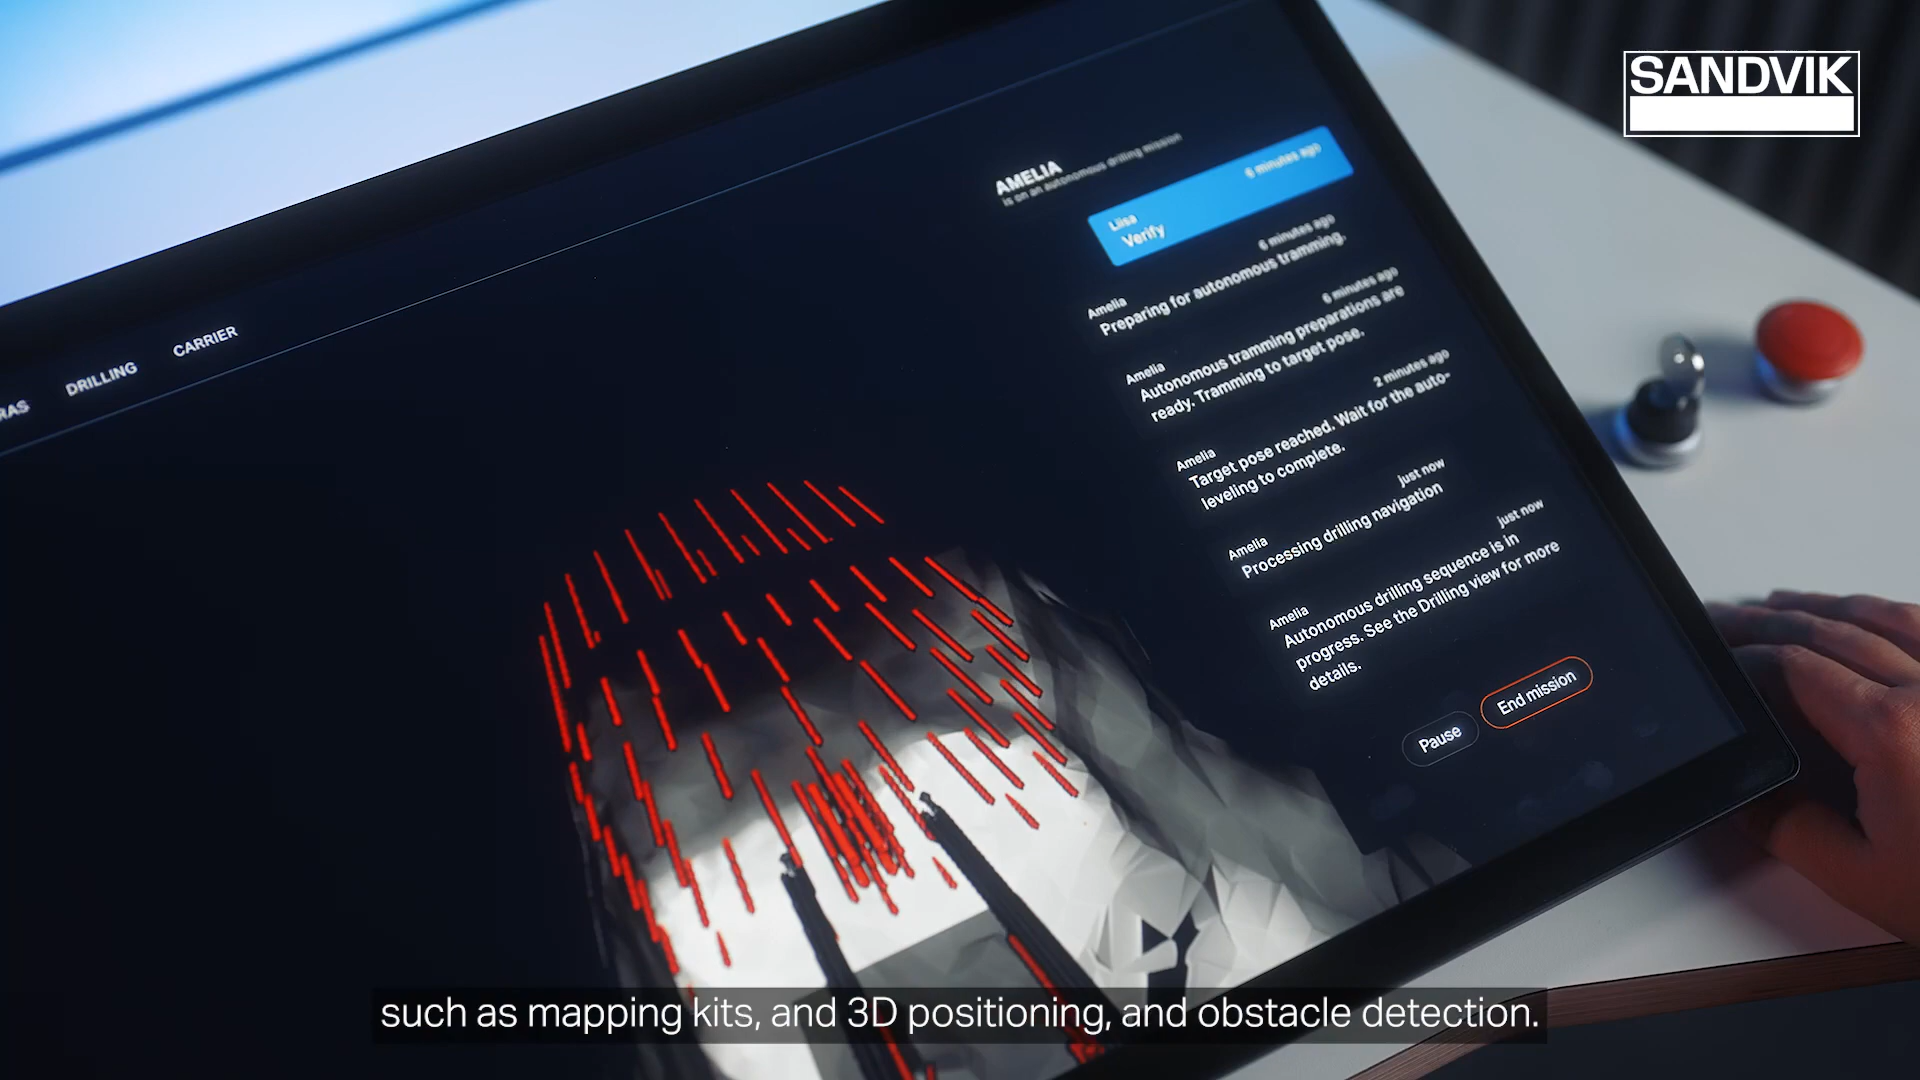 SANDVIK
RAS
DRILLING
CARRIER
AMELIA
is on an autonomous drilling mission
6 minutes ago
Liisa
Verify
6 minutes ago
Amelia
Preparing for autonomous tramming.
6 minutes ago
Amelia
Autonomous tramming preparations are
ready. Tramming to target pose.
2 minutes ago
Amelia
Target pose reached. Wait for the auto-
leveling to complete.
just now
Amelia
Processing drilling navigation
just now
Amelia
Autonomous drilling sequence is in
progress. See the Drilling view for more
details.
Pause
End mission
such as mapping kits, and 3D positioning, and obstacle detection.